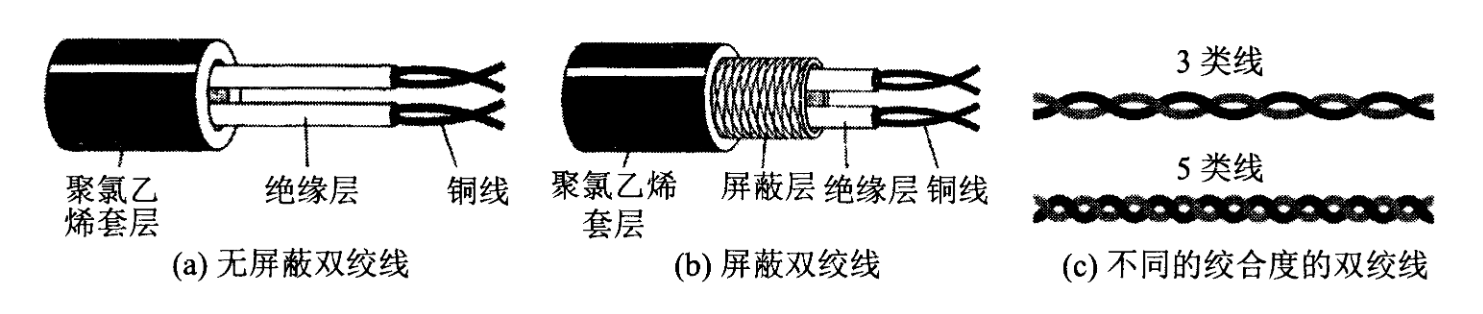 聚氯乙
烯套层
绝缘层
铜线
(a) 无屏蔽双绞线
聚氯乙烯
套层
屏蔽层
绝缘层
铜线
(b) 屏蔽双绞线
3 类线
5 类线
(c) 不同的绞合度的双绞线